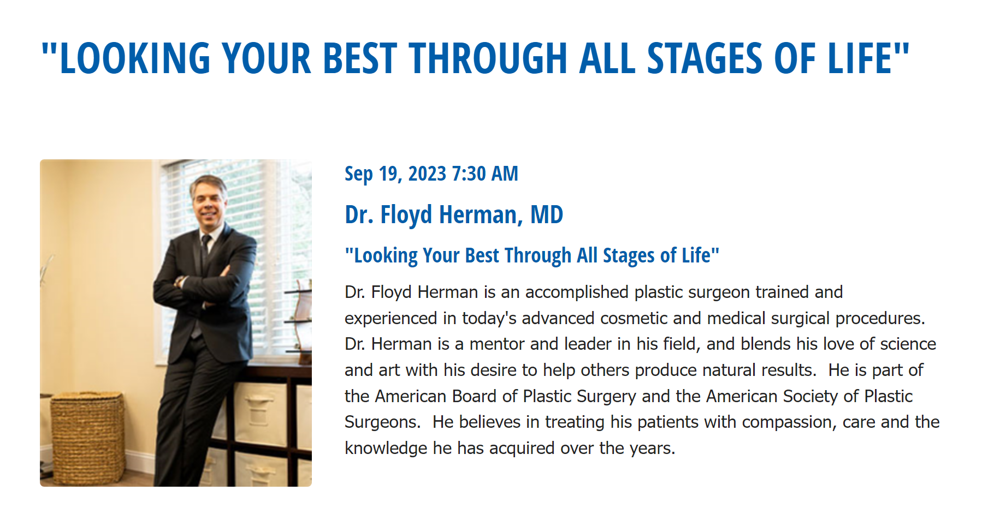 "LOOKING YOUR BEST THROUGH ALL STAGES OF LIFE"
Sep 19, 2023 7:30 AM
Dr. Floyd Herman, MD
"Looking Your Best Through All Stages of Life"
Dr. Floyd Herman is an accomplished plastic surgeon trained and
experienced in today's advanced cosmetic and medical surgical procedures.
Dr. Herman is a mentor and leader in his field, and blends his love of science
and art with his desire to help others produce natural results.  He is part of
the American Board of Plastic Surgery and the American Society of Plastic
Surgeons.  He believes in treating his patients with compassion, care and the
knowledge he has acquired over the years.